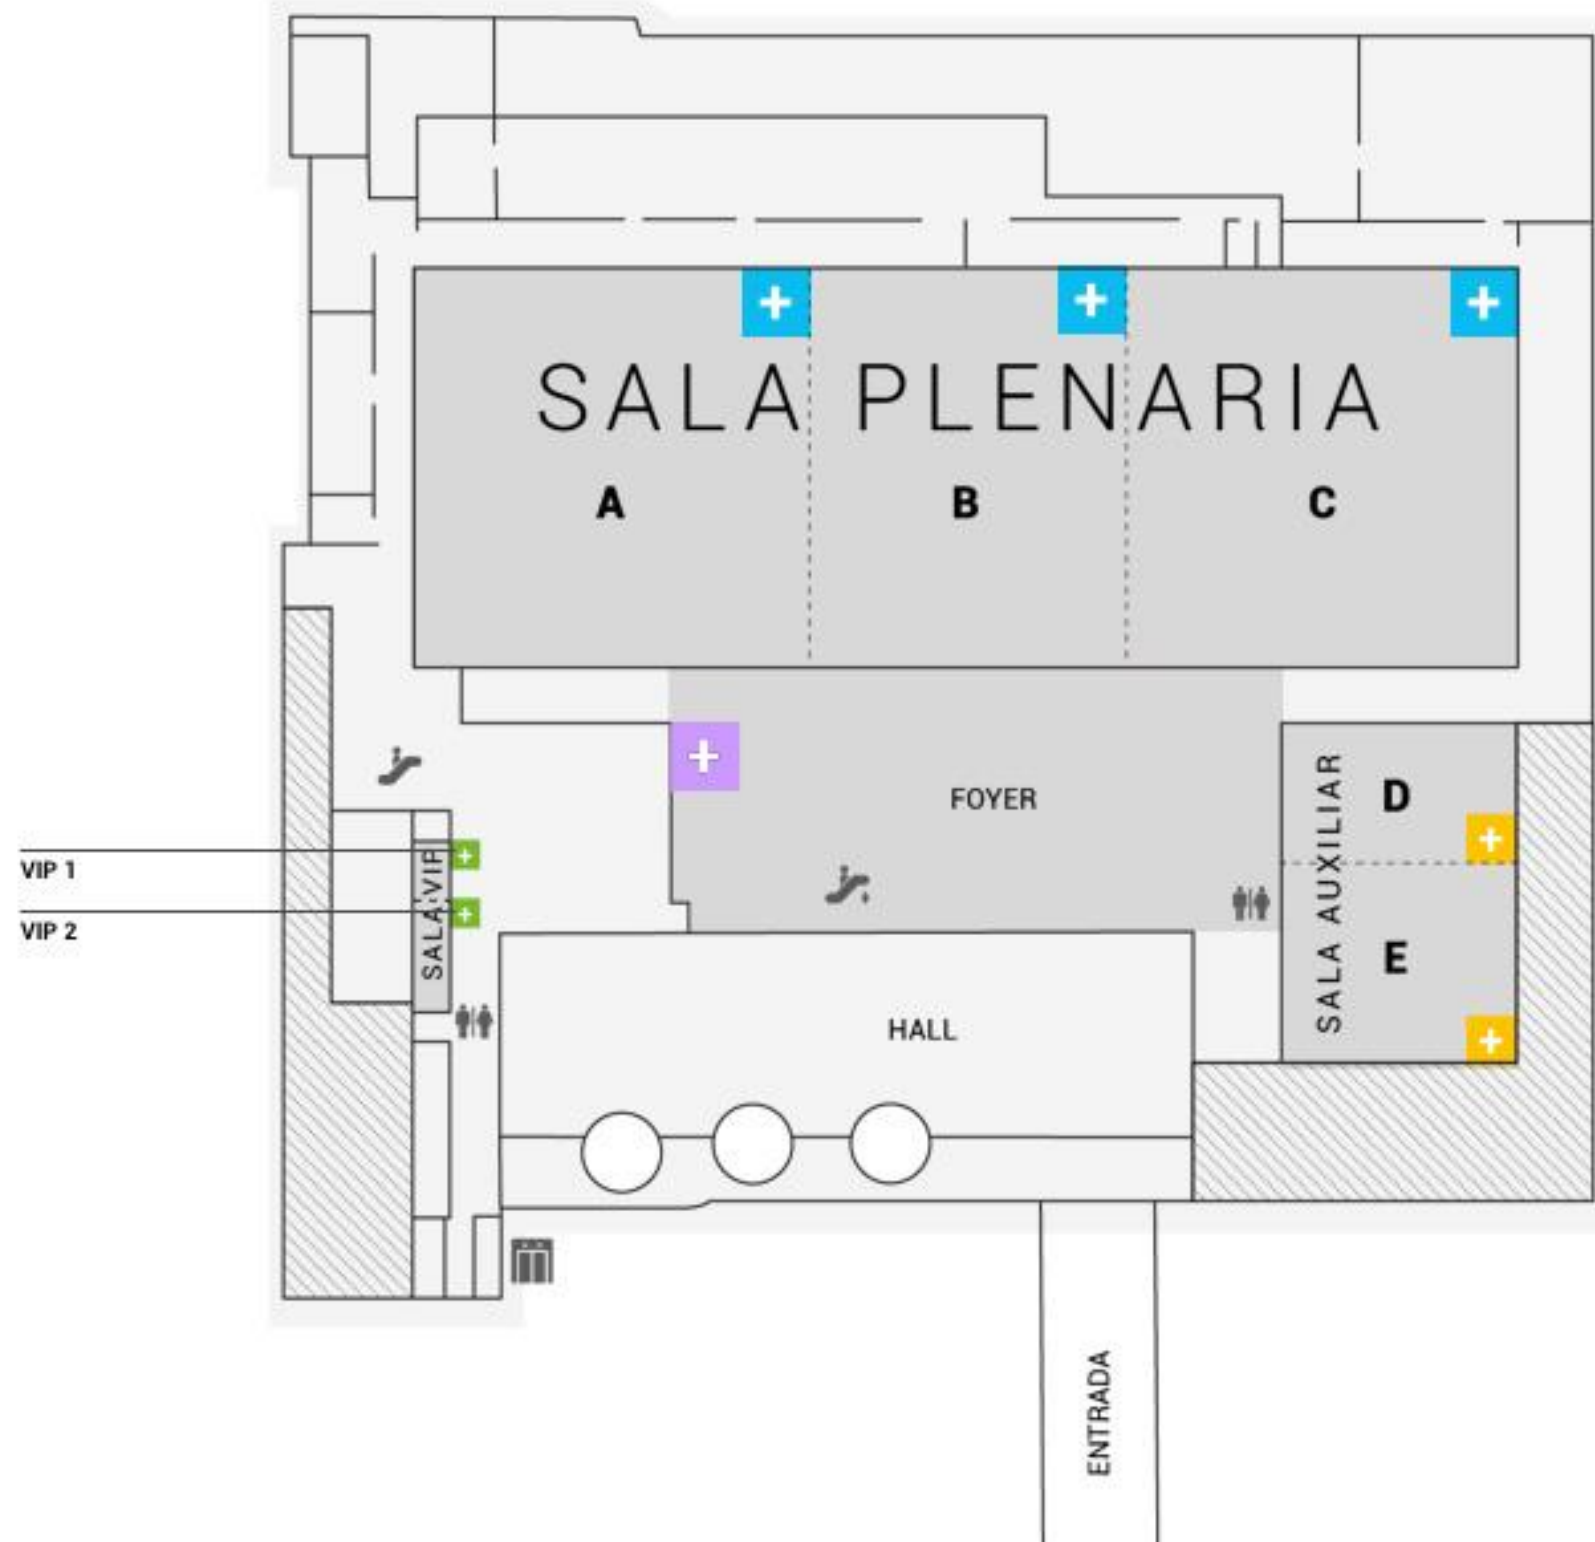 SALA PLENARIA
A
B
C
FOYER
SALA AUXILIAR
D
E
VIP 1
VIP 2
SALA VIP
HALL
ENTRADA